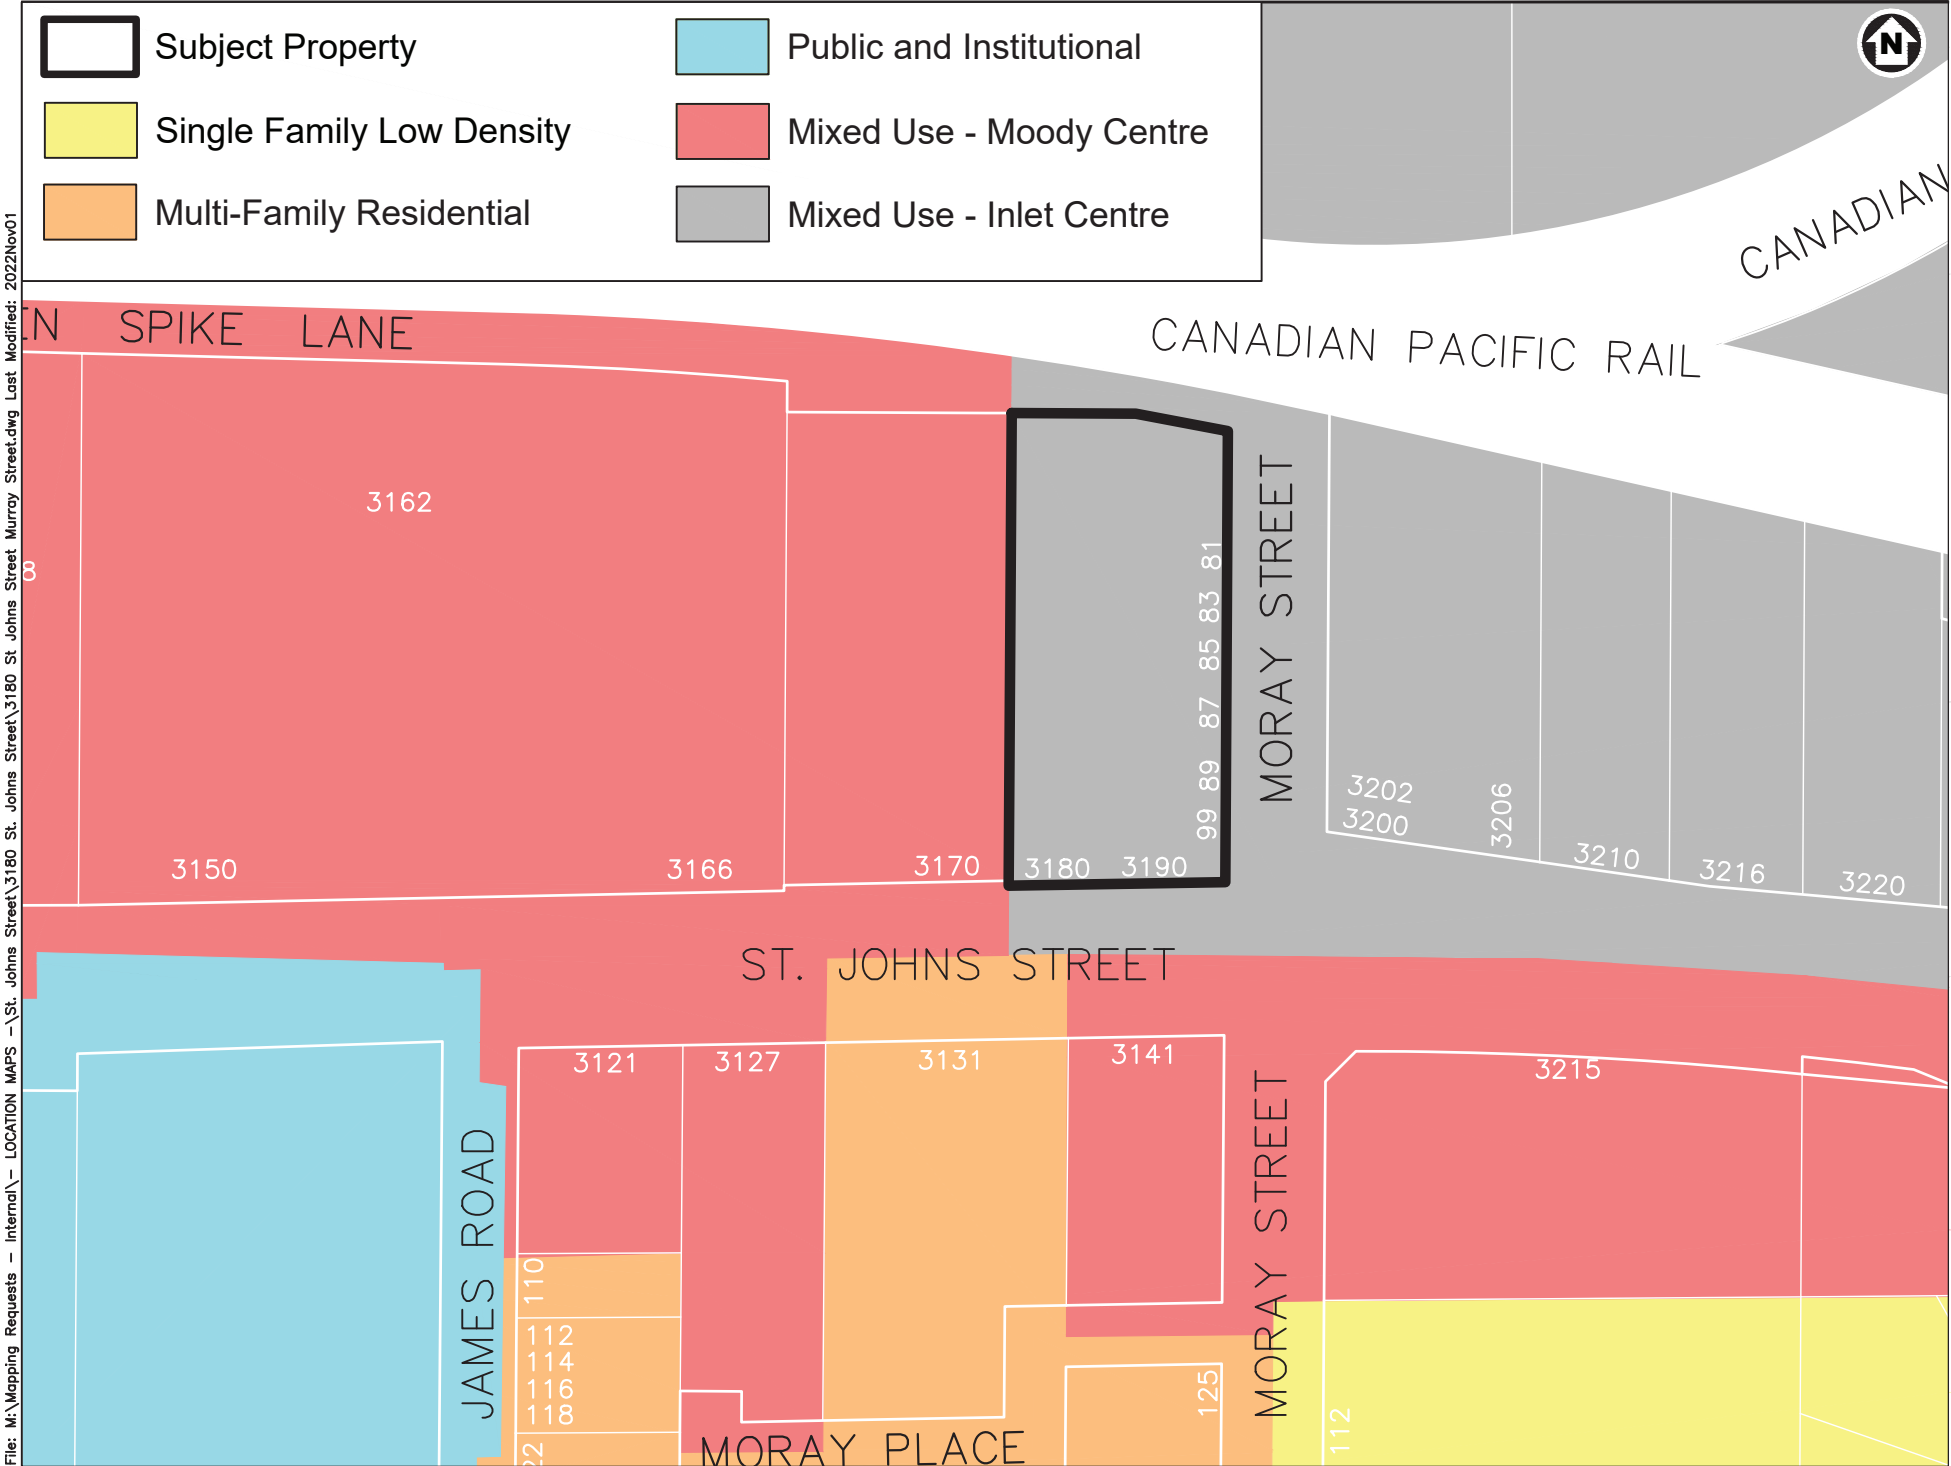 Subject Property
Single Family Low Density
Multi-Family Residential
Public and Institutional
Mixed Use - Moody Centre
Mixed Use - Inlet Centre
N
CANADIAN
CANADIAN PACIFIC RAIL
N SPIKE LANE
3162
8
3150
3166
3170
3180
3190
81
83
85
87
89
99
MORAY STREET
3202
3200
3206
3210
3216
3220
ST. JOHNS STREET
3121
3127
3131
3141
3215
JAMES ROAD
110
112
114
116
118
22
MORAY PLACE
125
MORAY STREET
112
File: M:\Mapping Requests - Internal\- LOCATION MAPS -\St. Johns Street\3180 St. Johns Street\3180 St Johns Street Murray Street.dwg Last Modified: 2022Nov01